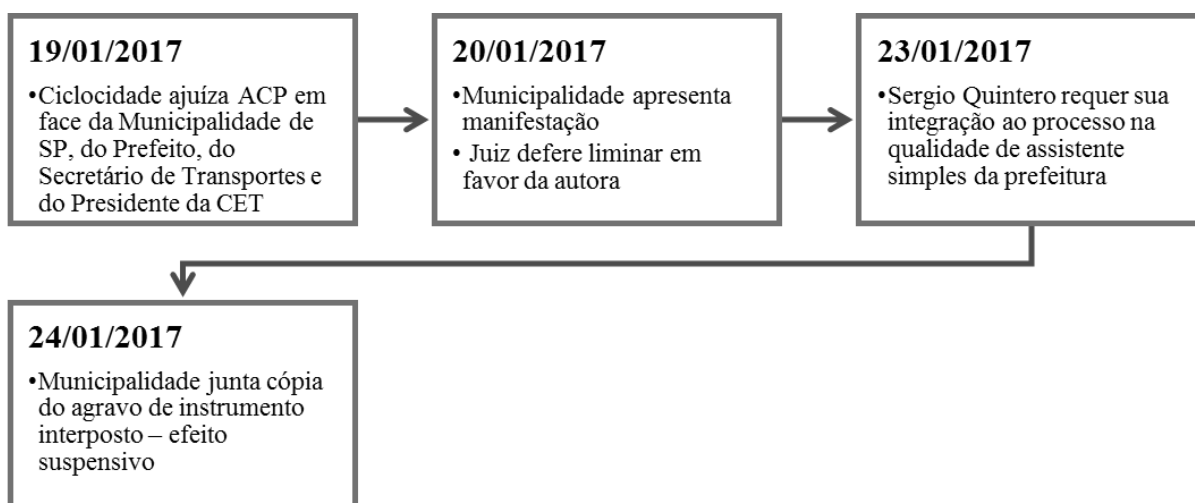 19/01/2017
•Ciclocidade ajuíza ACP em
face da Municipalidade de
SP, do Prefeito, do
Secretário de Transportes e
do Presidente da CET
20/01/2017
•Municipalidade apresenta
manifestação
• Juiz defere liminar em
favor da autora
23/01/2017
•Sergio Quintero requer sua
integração ao processo na
qualidade de assistente
simples da prefeitura
24/01/2017
•Municipalidade junta cópia
do agravo de instrumento
interposto – efeito
suspensivo